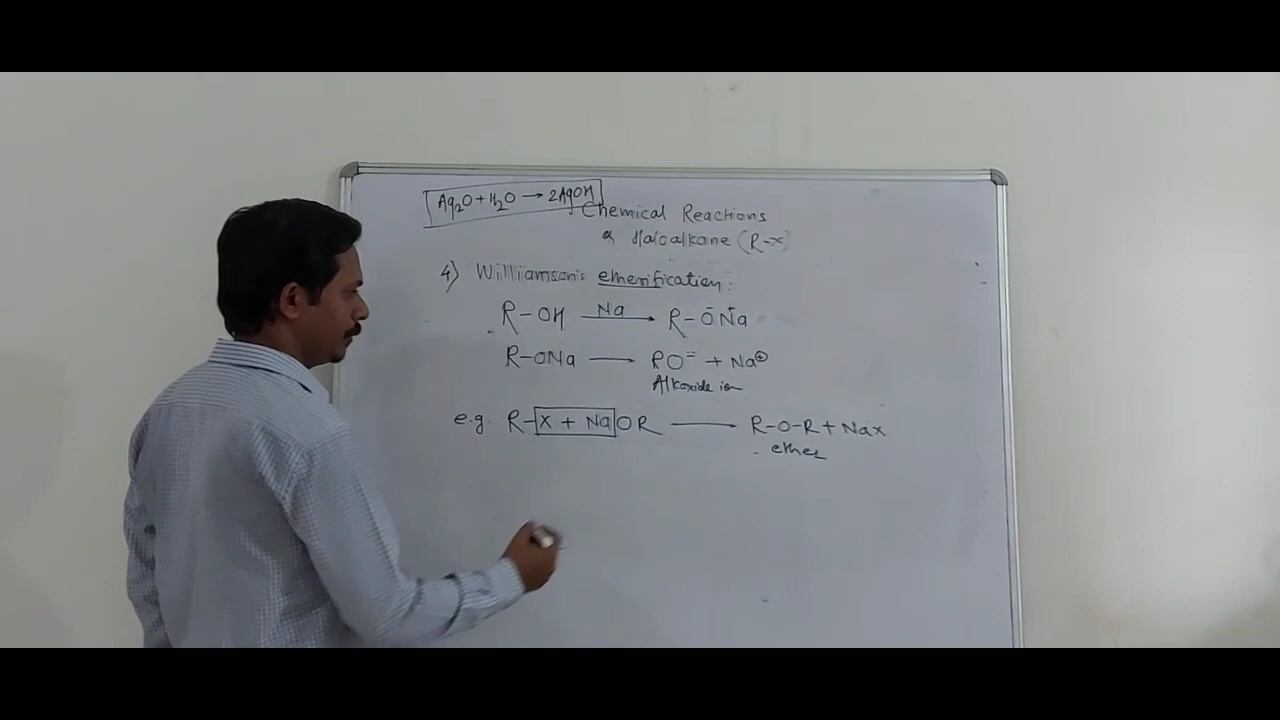 Ag₂O + H₂O → 2AgOH
Chemical Reactions
of Haloalkane (R-X)
4) Williamson's etherification:
R-OH —Na→ R-O⁻Na⁺
R-ONa → RO⁼ + Na⊕
Alkoxide ion
e.g. R-X + NaOR → R-O-R + NaX
ether